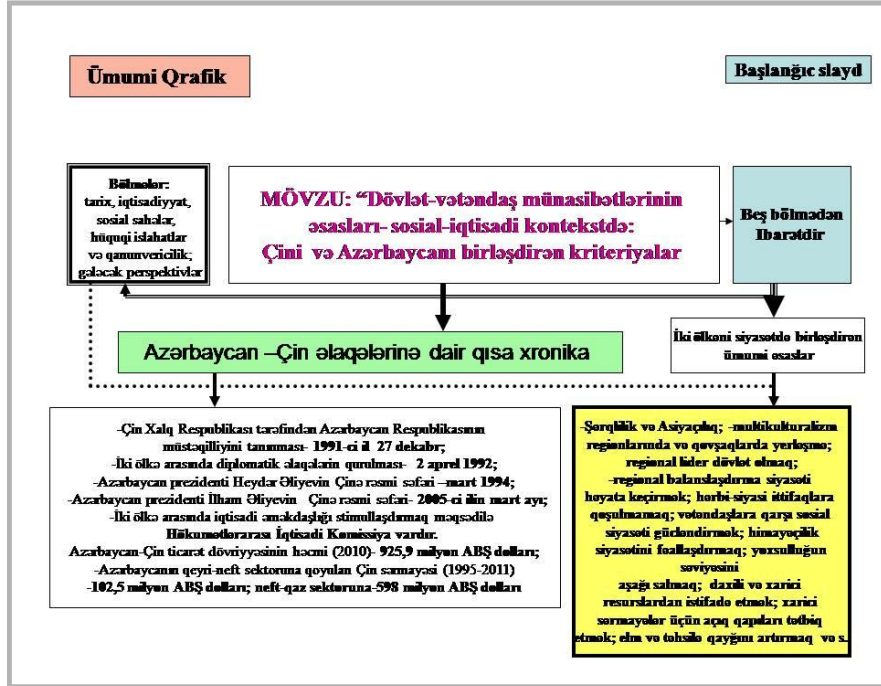 Ümumi Qrafik
Başlanğıc slayd
Bölmələr:
tarix, iqtisadiyyat,
sosial sahələr,
hüquqi islahatlar
və qanunvericilik;
gələcək perspektivlər
MÖVZU: “Dövlət-vətəndaş münasibətlərinin
əsasları- sosial-iqtisadi kontekstdə:
Çini və Azərbaycanı birləşdirən kriteriyalar
Beş bölmədən
Ibarətdir
Azərbaycan –Çin əlaqələrinə dair qısa xronika
İki ölkəni siyasətdə birləşdirən
ümumi əsaslar
-Çin Xalq Respublikası tərəfindən Azərbaycan Respublikasının
müstəqilliyini tanınması- 1991-ci il 27 dekabr;
-İki ölkə arasında diplomatik əlaqələrin qurulması- 2 aprel 1992;
-Azərbaycan prezidenti Heydər Əliyevin Çinə rəsmi səfəri –mart 1994;
-Azərbaycan prezidenti İlham Əliyevin Çinə rəsmi səfəri- 2005-ci ilin mart ayı;
-İki ölkə arasında iqtisadi əməkdaşlığı stimullaşdırmaq məqsədilə
Hökumətlərarası İqtisadi Komissiya vardır.
Azərbaycan-Çin ticarət dövriyyəsinin həcmi (2010)- 925,9 milyon ABŞ dolları;
-Azərbaycanın qeyri-neft sektoruna qoyulan Çin sərmayəsi (1995-2011)
-102,5 milyon ABŞ dolları; neft-qaz sektoruna-598 milyon ABŞ dolları
-Şərqlilik və Asiyaçılıq; -multikulturalizm
regionlarında və qovşaqlarda yerləşmə;
regional lider dövlət olmaq;
-regional balanslaşdırma siyasəti
həyata keçirmək; hərbi-siyasi ittifaqlara
qoşulmamaq; vətəndaşlara qarşı sosial
siyasəti gücləndirmək; himayəçilik
siyasətini fəallaşdırmaq; yoxsulluğun
səviyəsini
aşağı salmaq; daxili və xarici
resurslardan istifadə etmək; xarici
sərmayələr üçün açıq qapıları tətbiq
etmək; elm və təhsilə qayğını artırmaq və s.